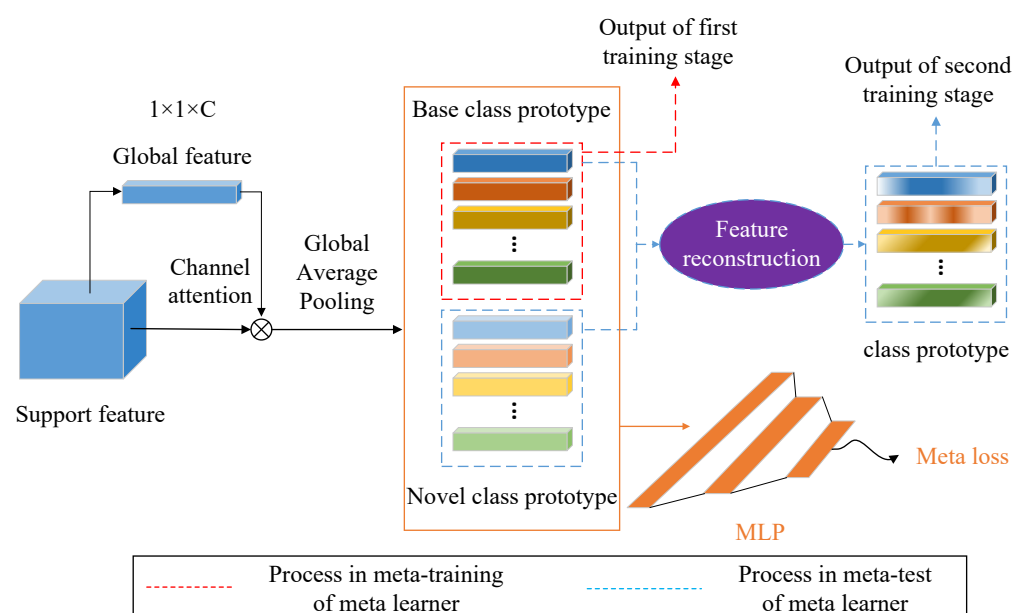 Output of first
training stage
Output of second
training stage
1×1×C
Base class prototype
Global feature
Feature
reconstruction
Global
Average
Pooling
Channel
attention
class prototype
Support feature
Meta loss
Novel class prototype
MLP
Process in meta-training
of meta learner
Process in meta-test
of meta learner